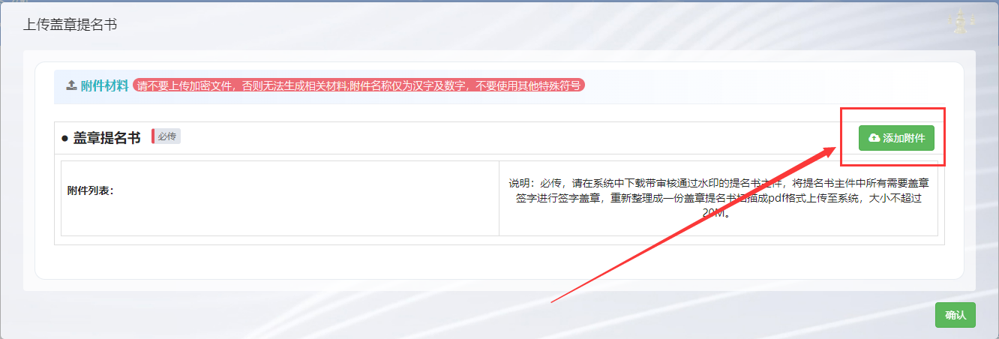 上传盖章提名书
附件材料 请不要上传加密文件，否则无法生成相关材料;附件名称仅为汉字及数字，不要使用其他特殊符号
● 盖章提名书 必传
添加附件
附件列表：
说明：必传，请在系统中下载带审核通过水印的提名书主件，将提名书主件中所有需要盖章
签字进行签字盖章，重新整理成一份盖章提名书扫描成pdf格式上传至系统，大小不超过
20M。
确认